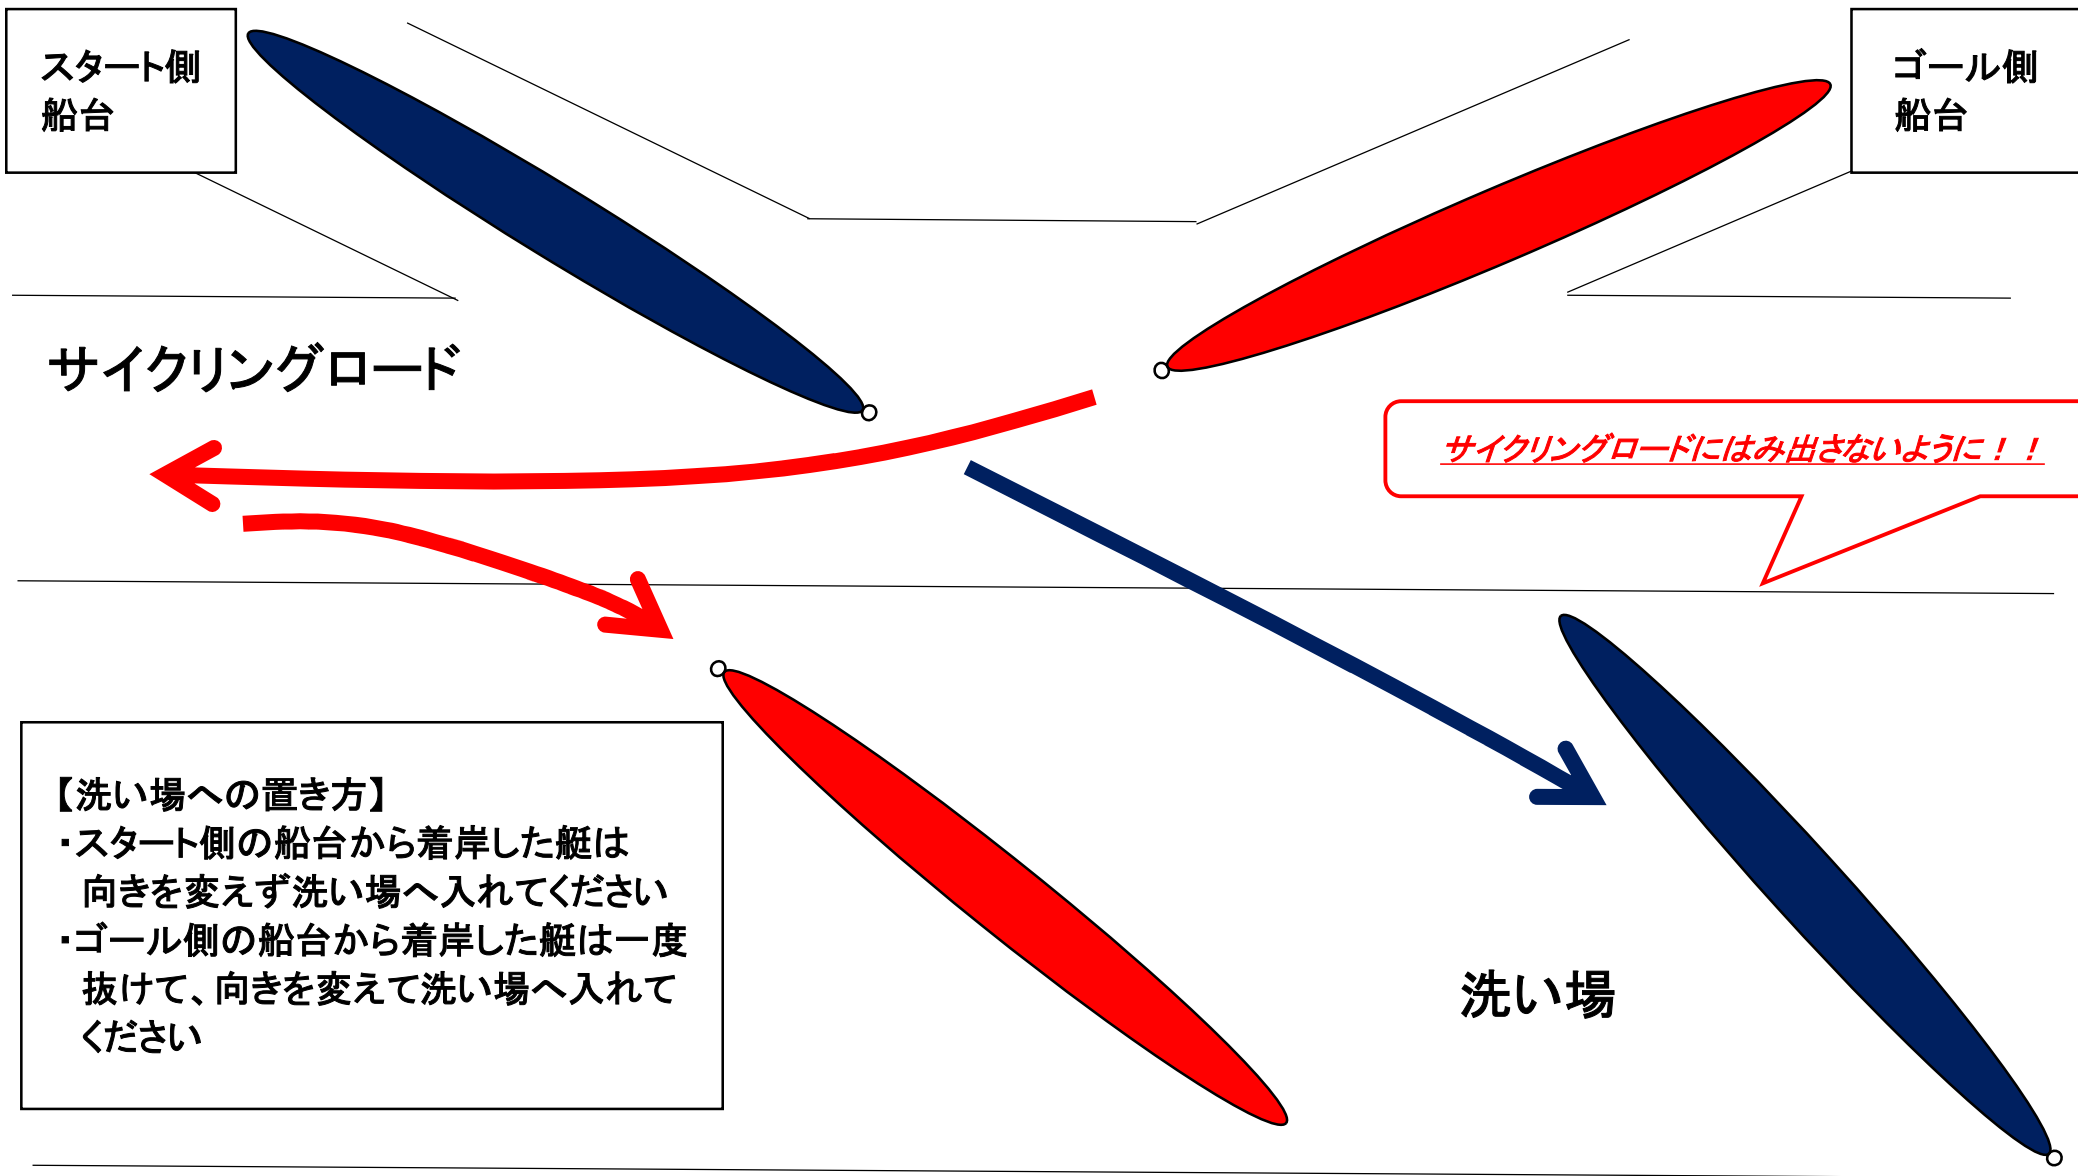 スタート側
船台
ゴール側
船台
サイクリングロード
サイクリングロードにはみ出さないように！！
【洗い場への置き方】
・スタート側の船台から着岸した艇は
向きを変えず洗い場へ入れてください
・ゴール側の船台から着岸した艇は一度
抜けて、向きを変えて洗い場へ入れて
ください
洗い場